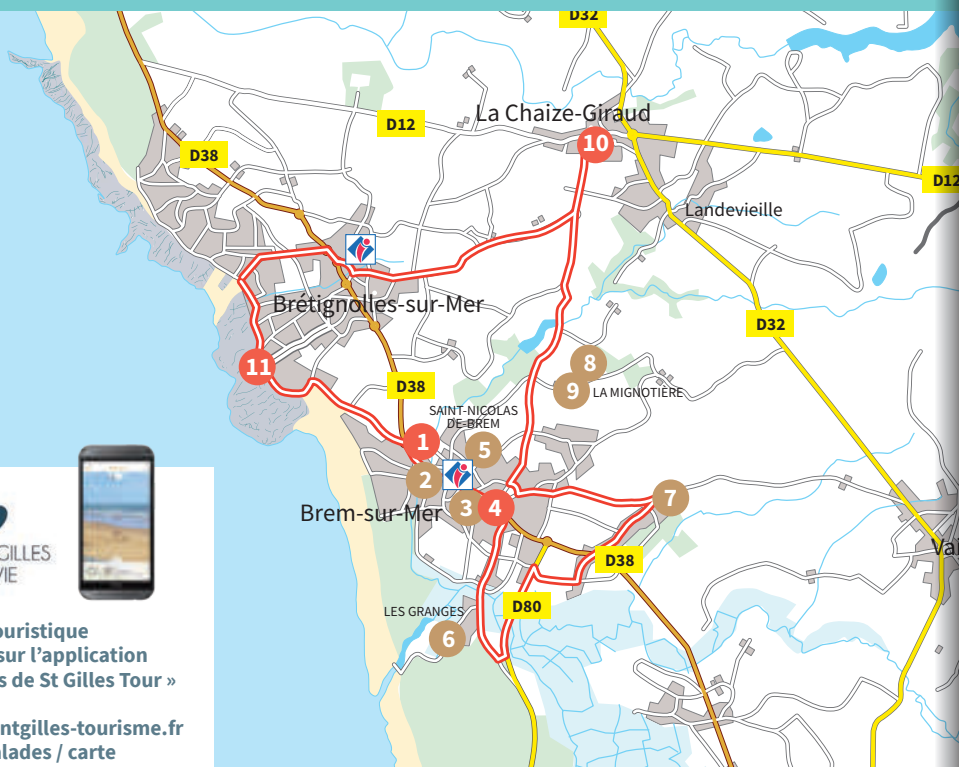 D32
La Chaize-Giraud
D12
10
D38
D12
Landevieille
Brétignolles-sur-Mer
D32
11
8
D38
9 LA MIGNOTIÈRE
SAINT-NICOLAS
DE-BREM
1
5
2
Brem-sur-Mer
3
4
7
D38
LES GRANGES
D80
6
GILLES
VIE
ouristique
sur l’application
s de St Gilles Tour »
ntgilles-tourisme.fr
alades / carte